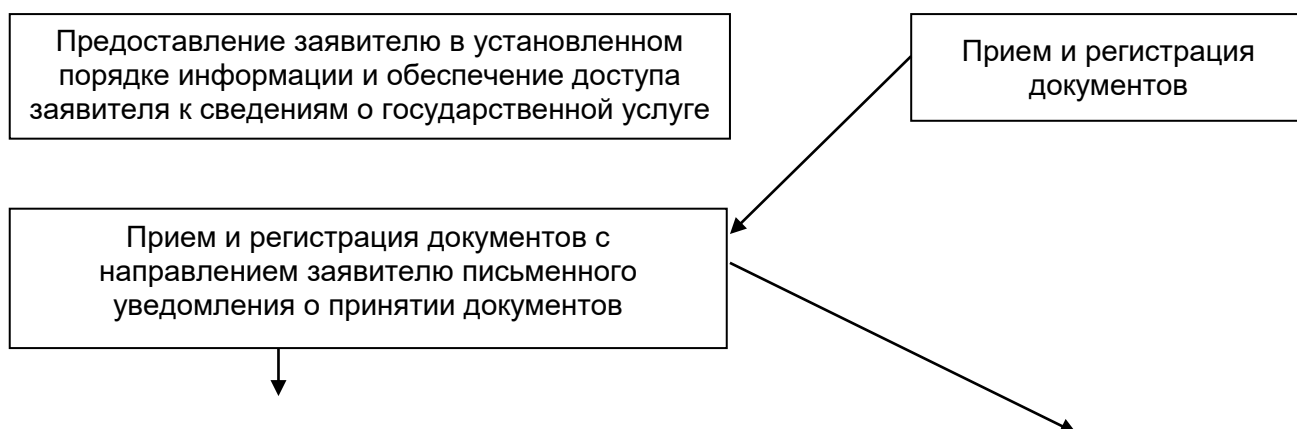 Предоставление заявителю в установленном
порядке информации и обеспечение доступа
заявителя к сведениям о государственной услуге
Прием и регистрация
документов
Прием и регистрация документов с
направлением заявителю письменного
уведомления о принятии документов